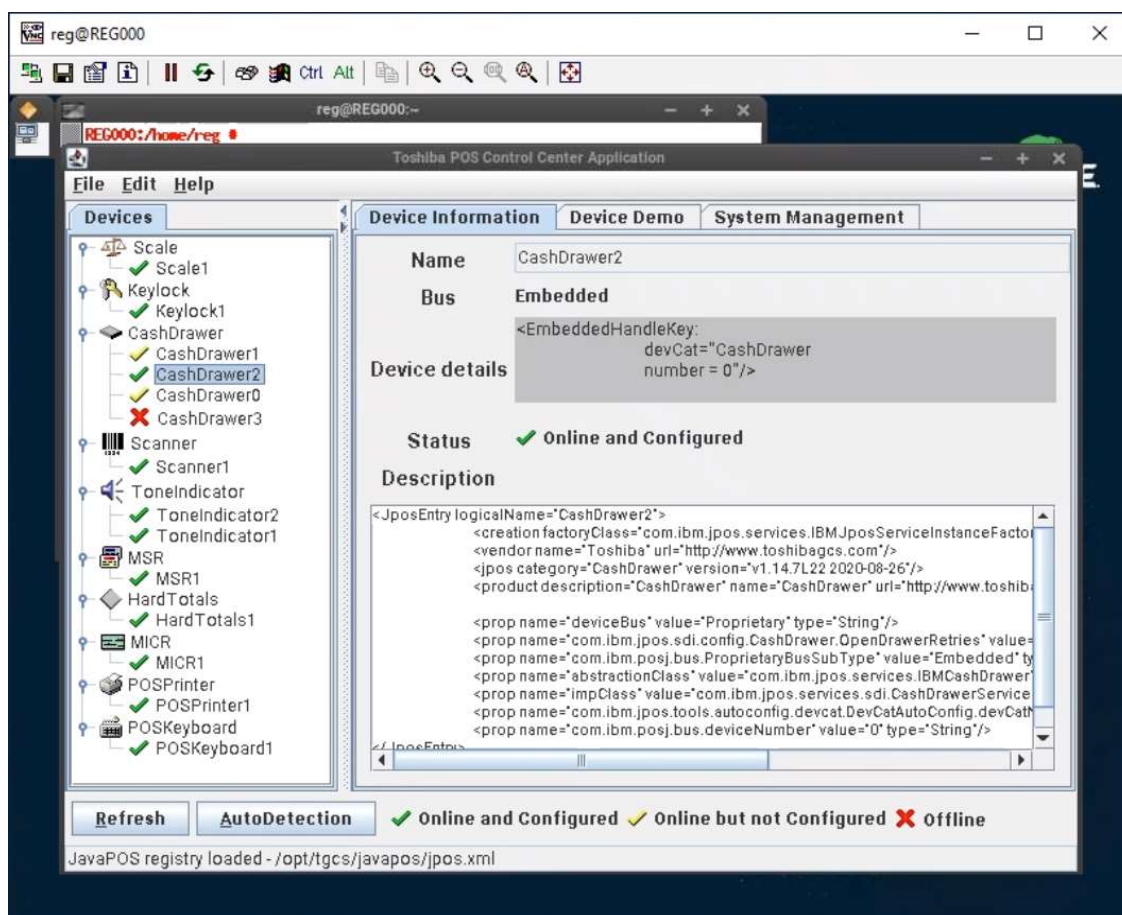 reg@REG000
Ctrl Alt
reg@REG000:~
REG000:/home/reg #
Toshiba POS Control Center Application
E.
File Edit Help
Devices
Device Information Device Demo System Management
Scale
Scale1
Keylock
Keylock1
CashDrawer
CashDrawer1
CashDrawer2
CashDrawer0
CashDrawer3
Scanner
Scanner1
ToneIndicator
ToneIndicator2
ToneIndicator1
MSR
MSR1
HardTotals
HardTotals1
MICR
MICR1
POSPrinter
POSPrinter1
POSKeyboard
POSKeyboard1
Name CashDrawer2
Bus Embedded
Device details
<EmbeddedHandleKey:
devCat="CashDrawer
number = 0"/>
Status Online and Configured
Description
<JposEntry logicalName="CashDrawer2">
<creation factoryClass="com.ibm.jpos.services.IBMJposServiceInstanceFacto
<vendor name="Toshiba" url="http://www.toshibagcs.com"/>
<jpos category="CashDrawer" version="v1.14.7L22 2020-08-26"/>
<product description="CashDrawer" name="CashDrawer" url="http://www.toshib
<prop name="deviceBus" value="Proprietary" type="String"/>
<prop name="com.ibm.jpos.sdi.config.CashDrawer.OpenDrawerRetries" value=
<prop name="com.ibm.posj.bus.ProprietaryBusSubType" value="Embedded" ty
<prop name="abstractionClass" value="com.ibm.jpos.services.IBMCashDrawer"
<prop name="impClass" value="com.ibm.jpos.services.sdi.CashDrawerService
<prop name="com.ibm.jpos.tools.autoconfig.devcat.DevCatAutoConfig.devCat
<prop name="com.ibm.posj.bus.deviceNumber" value="0" type="String"/>
</JposEntry>
Refresh AutoDetection Online and Configured Online but not Configured Offline
JavaPOS registry loaded - /opt/tgcs/javapos/jpos.xml